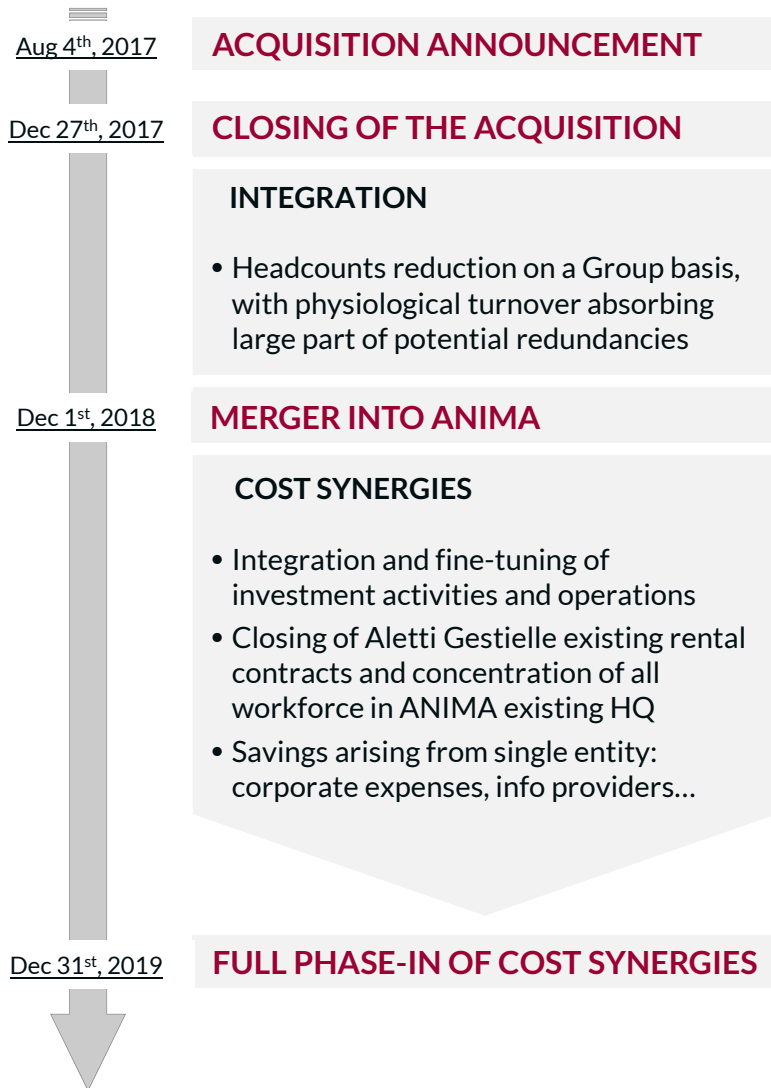 Aug 4th, 2017
ACQUISITION ANNOUNCEMENT
Dec 27th, 2017
CLOSING OF THE ACQUISITION
INTEGRATION
• Headcounts reduction on a Group basis,
with physiological turnover absorbing
large part of potential redundancies
Dec 1st, 2018
MERGER INTO ANIMA
COST SYNERGIES
• Integration and fine-tuning of
investment activities and operations
• Closing of Aletti Gestielle existing rental
contracts and concentration of all
workforce in ANIMA existing HQ
• Savings arising from single entity:
corporate expenses, info providers…
Dec 31st, 2019
FULL PHASE-IN OF COST SYNERGIES